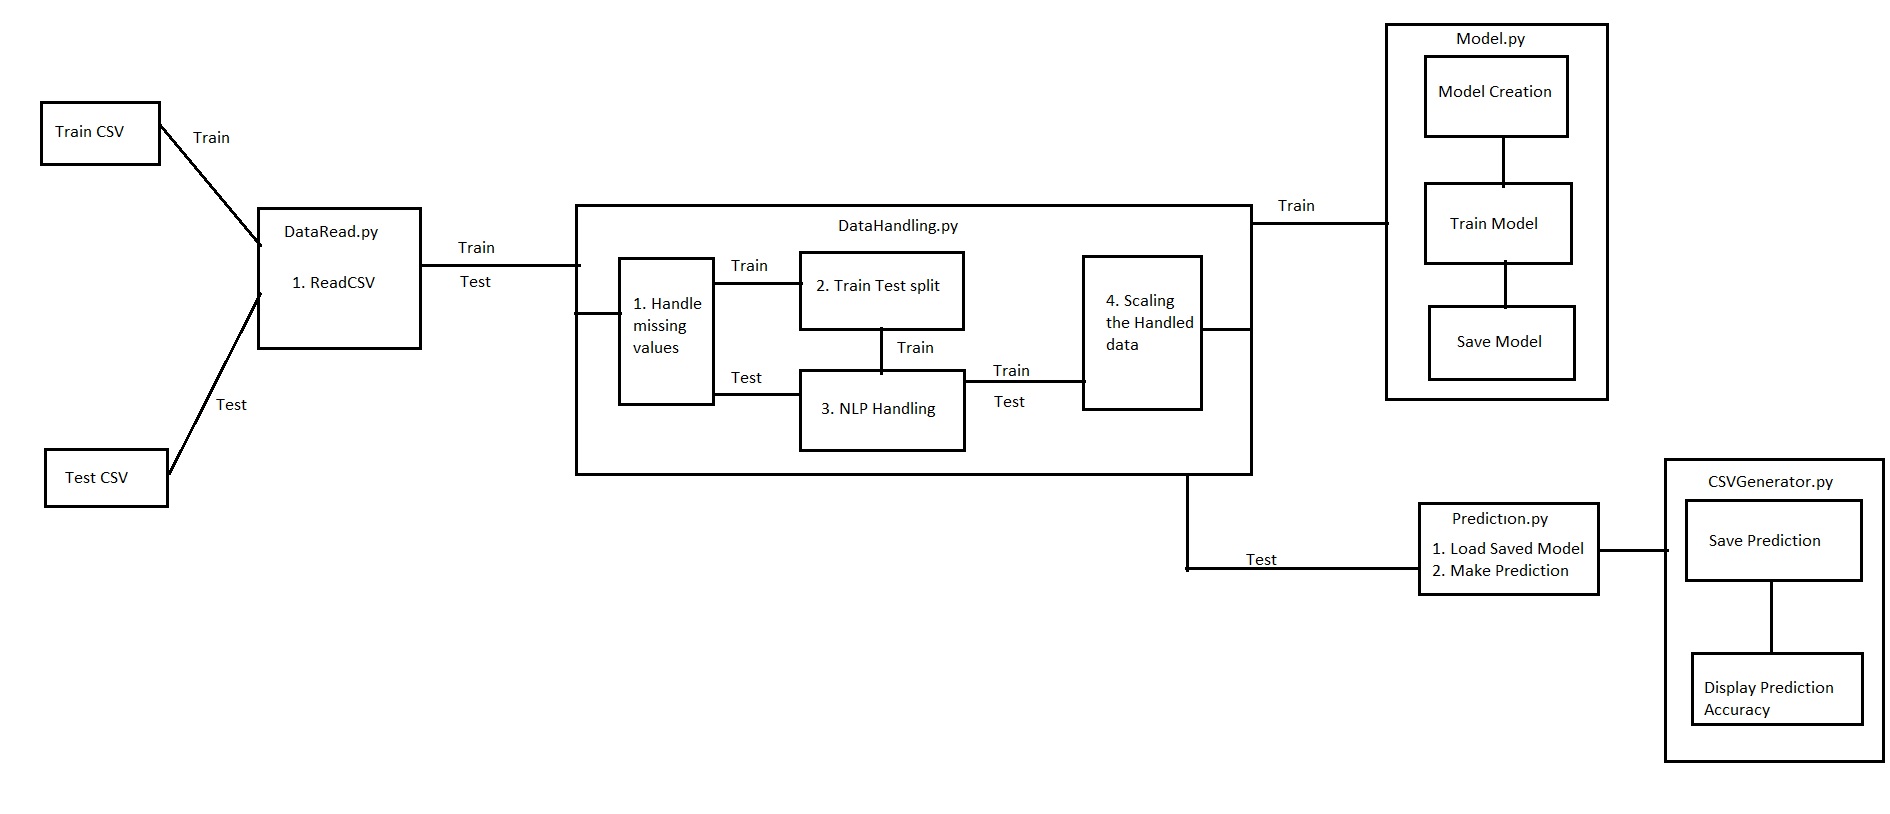 Train CSV
Train
Test CSV
Test
DataRead.py
1. ReadCSV
Train
Test
DataHandling.py
1. Handle
missing
values
Train
2. Train Test split
Train
Test
3. NLP Handling
Train
Test
4. Scaling
the Handled
data
Train
Model.py
Model Creation
Train Model
Save Model
Test
Prediction.py
1. Load Saved Model
2. Make Prediction
CSVGenerator.py
Save Prediction
Display Prediction
Accuracy